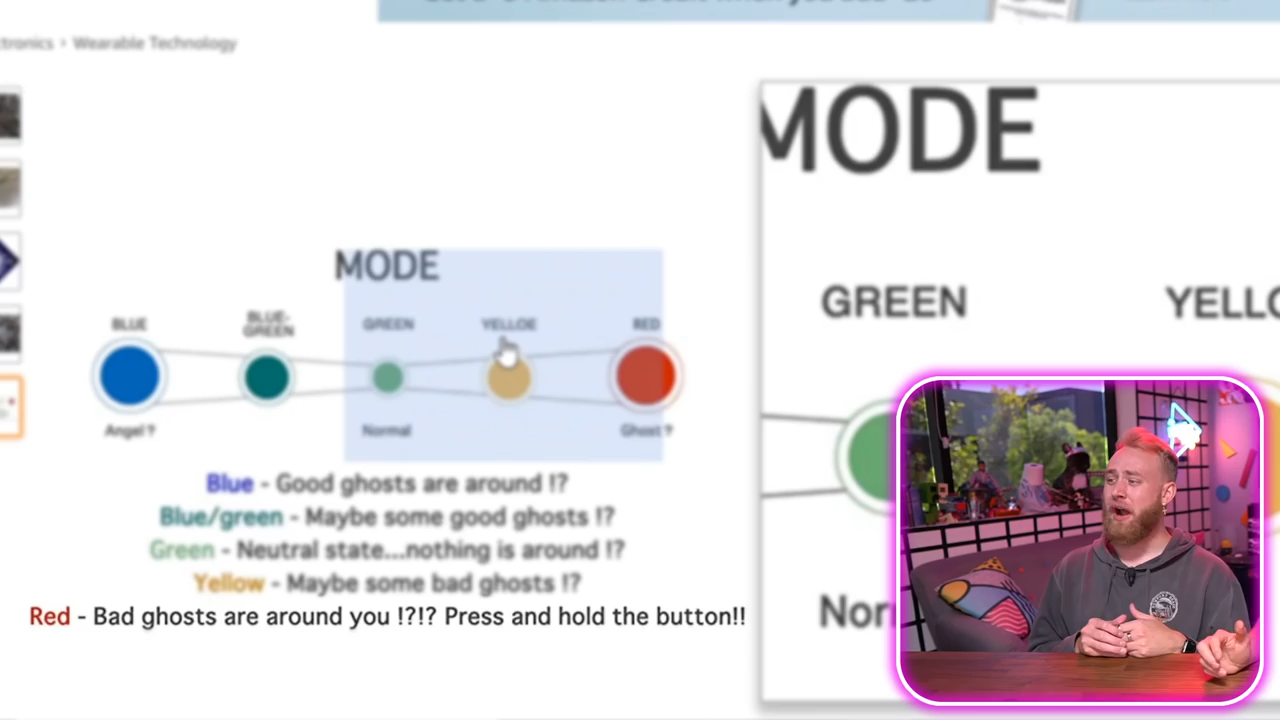 ctronics › Wearable Technology
MODE
BLUE
BLUE-
GREEN
GREEN
YELLOE
RED
Angel?
Normal
Ghost?
Blue - Good ghosts are around !?
Blue/green - Maybe some good ghosts !?
Green - Neutral state...nothing is around !?
Yellow - Maybe some bad ghosts !?
Red - Bad ghosts are around you !?!? Press and hold the button!!
MODE
GREEN
YELLO
Nor